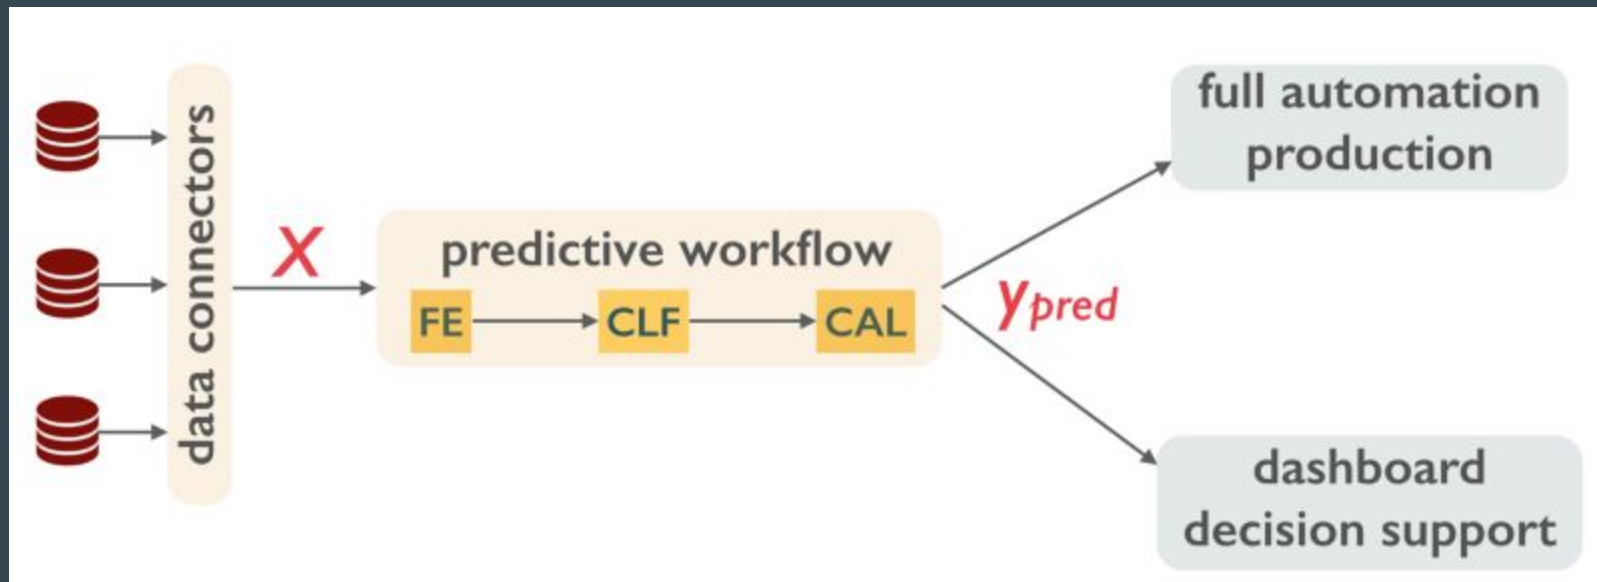 data connectors
X
predictive workflow
FE
CLF
CAL
ypred
full automation
production
dashboard
decision support